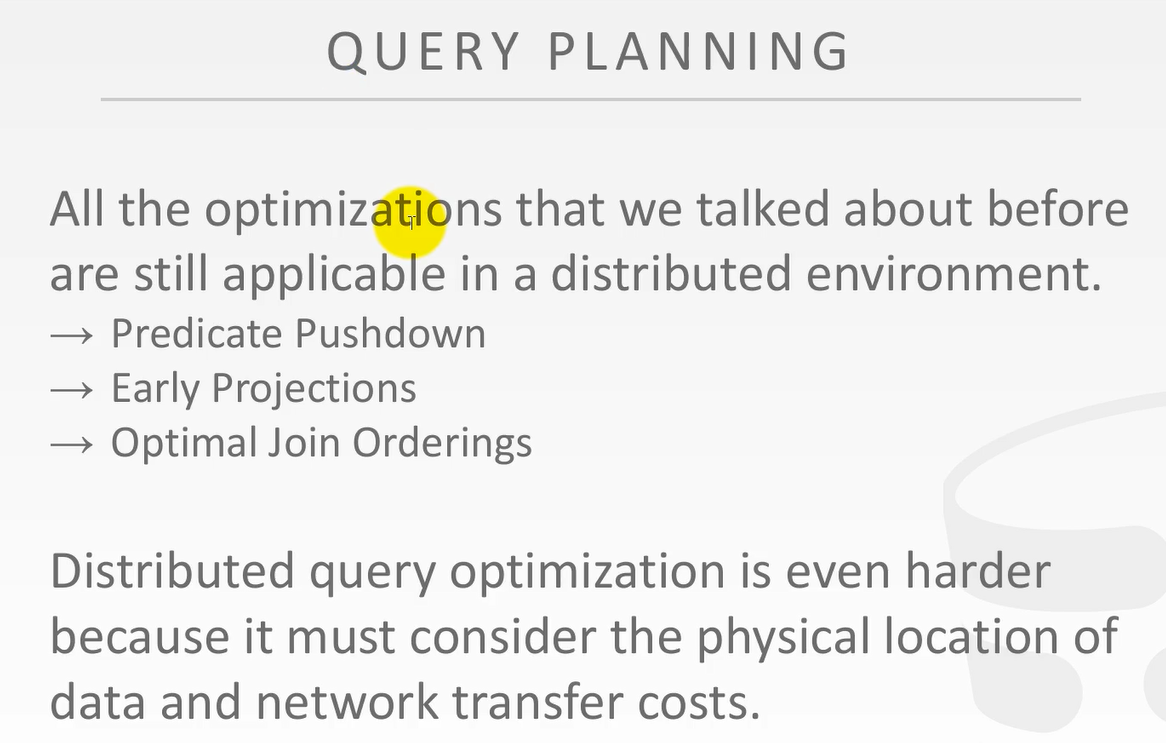 QUERY PLANNING
All the optimizations that we talked about before
are still applicable in a distributed environment.
→ Predicate Pushdown
→ Early Projections
→ Optimal Join Orderings
Distributed query optimization is even harder
because it must consider the physical location of
data and network transfer costs.